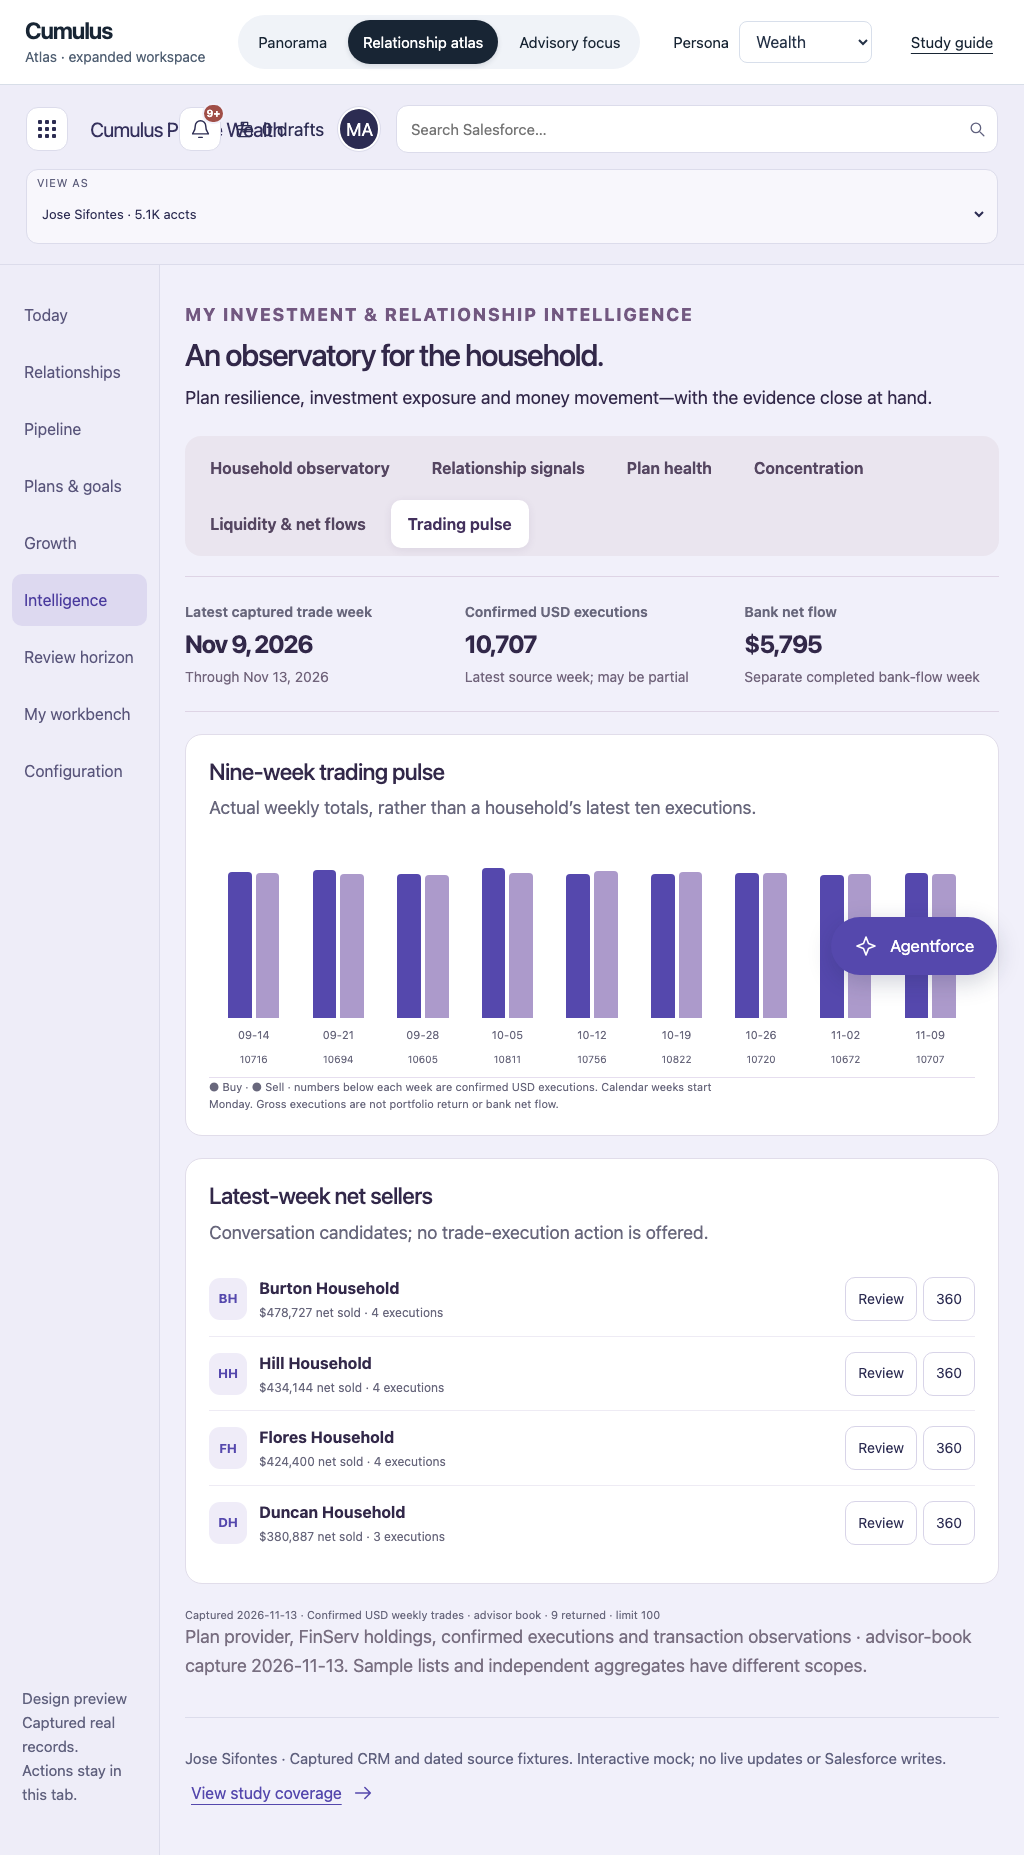 Cumulus
Atlas · expanded workspace
Panorama
Relationship atlas
Advisory focus
Persona
Wealth
Study guide
Cumulus P
Wealth
9+
drafts
MA
Search Salesforce...
VIEW AS
Jose Sifontes · 5.1K accts
Today
Relationships
Pipeline
Plans & goals
Growth
Intelligence
Review horizon
My workbench
Configuration
Design preview
Captured real
records.
Actions stay in
this tab.
MY INVESTMENT & RELATIONSHIP INTELLIGENCE
An observatory for the household.
Plan resilience, investment exposure and money movement—with the evidence close at hand.
Household observatory
Relationship signals
Plan health
Concentration
Liquidity & net flows
Trading pulse
Latest captured trade week
Nov 9, 2026
Through Nov 13, 2026
Confirmed USD executions
10,707
Latest source week; may be partial
Bank net flow
$5,795
Separate completed bank-flow week
Nine-week trading pulse
Actual weekly totals, rather than a household’s latest ten executions.
09-14 09-21 09-28 10-05 10-12 10-19 10-26 11-02 11-09
10716 10694 10605 10811 10756 10822 10720 10672 10707
Agentforce
● Buy · ● Sell · numbers below each week are confirmed USD executions. Calendar weeks start
Monday. Gross executions are not portfolio return or bank net flow.
Latest-week net sellers
Conversation candidates; no trade-execution action is offered.
BH
Burton Household
$478,727 net sold · 4 executions
Review
360
HH
Hill Household
$434,144 net sold · 4 executions
Review
360
FH
Flores Household
$424,400 net sold · 4 executions
Review
360
DH
Duncan Household
$380,887 net sold · 3 executions
Review
360
Captured 2026-11-13 · Confirmed USD weekly trades · advisor book · 9 returned · limit 100
Plan provider, FinServ holdings, confirmed executions and transaction observations · advisor-book
capture 2026-11-13. Sample lists and independent aggregates have different scopes.
Jose Sifontes · Captured CRM and dated source fixtures. Interactive mock; no live updates or Salesforce writes.
View study coverage